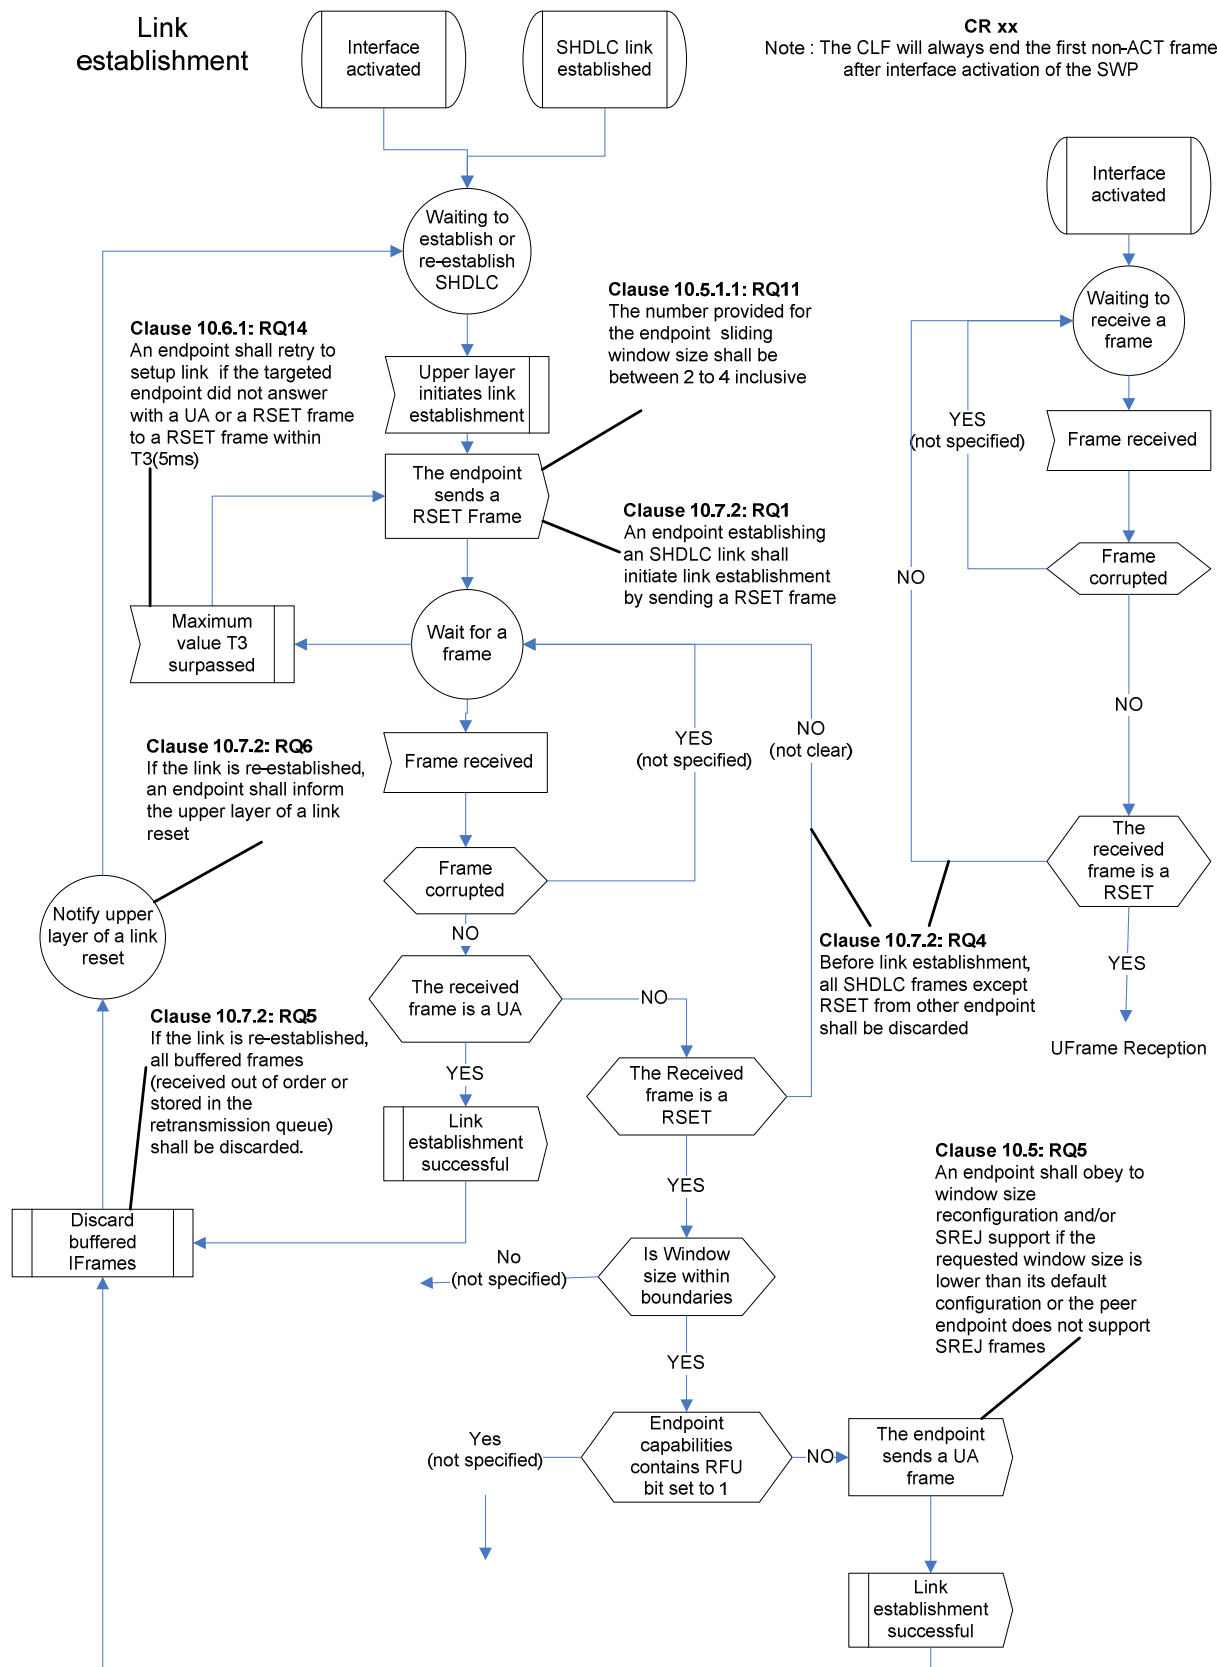 Link
establishment
Interface
activated
SHDLC link
established
CR xx
Note : The CLF will always end the first non-ACT frame
after interface activation of the SWP
Interface
activated
Waiting to
establish or
re-establish
SHDLC
Waiting to
receive a
frame
Clause 10.5.1.1: RQ11
The number provided for
the endpoint sliding
window size shall be
between 2 to 4 inclusive
Clause 10.6.1: RQ14
An endpoint shall retry to
setup link if the targeted
endpoint did not answer
with a UA or a RSET frame
to a RSET frame within
T3(5ms)
Upper layer
initiates link
establishment
YES
(not specified)
Frame received
The endpoint
sends a
RSET Frame
Clause 10.7.2: RQ1
An endpoint establishing
an SHDLC link shall
initiate link establishment
by sending a RSET frame
NO
Frame
corrupted
Maximum
value T3
surpassed
Wait for a
frame
NO
Clause 10.7.2: RQ6
If the link is re-established,
an endpoint shall inform
the upper layer of a link
reset
Frame received
YES
(not specified)
NO
(not clear)
The
received
frame is a
RSET
Frame
corrupted
Notify upper
layer of a link
reset
NO
Clause 10.7.2: RQ4
Before link establishment,
all SHDLC frames except
RSET from other endpoint
shall be discarded
YES
UFrame Reception
The received
frame is a UA
NO
Clause 10.7.2: RQ5
If the link is re-established,
all buffered frames
(received out of order or
stored in the
retransmission queue)
shall be discarded.
YES
The Received
frame is a
RSET
Link
establishment
successful
Clause 10.5: RQ5
An endpoint shall obey to
window size
reconfiguration and/or
SREJ support if the
requested window size is
lower than its default
configuration or the peer
endpoint does not support
SREJ frames
YES
Discard
buffered
IFrames
No
(not specified)
Is Window
size within
boundaries
YES
Yes
(not specified)
Endpoint
capabilities
contains RFU
bit set to 1
NO
The endpoint
sends a UA
frame
Link
establishment
successful